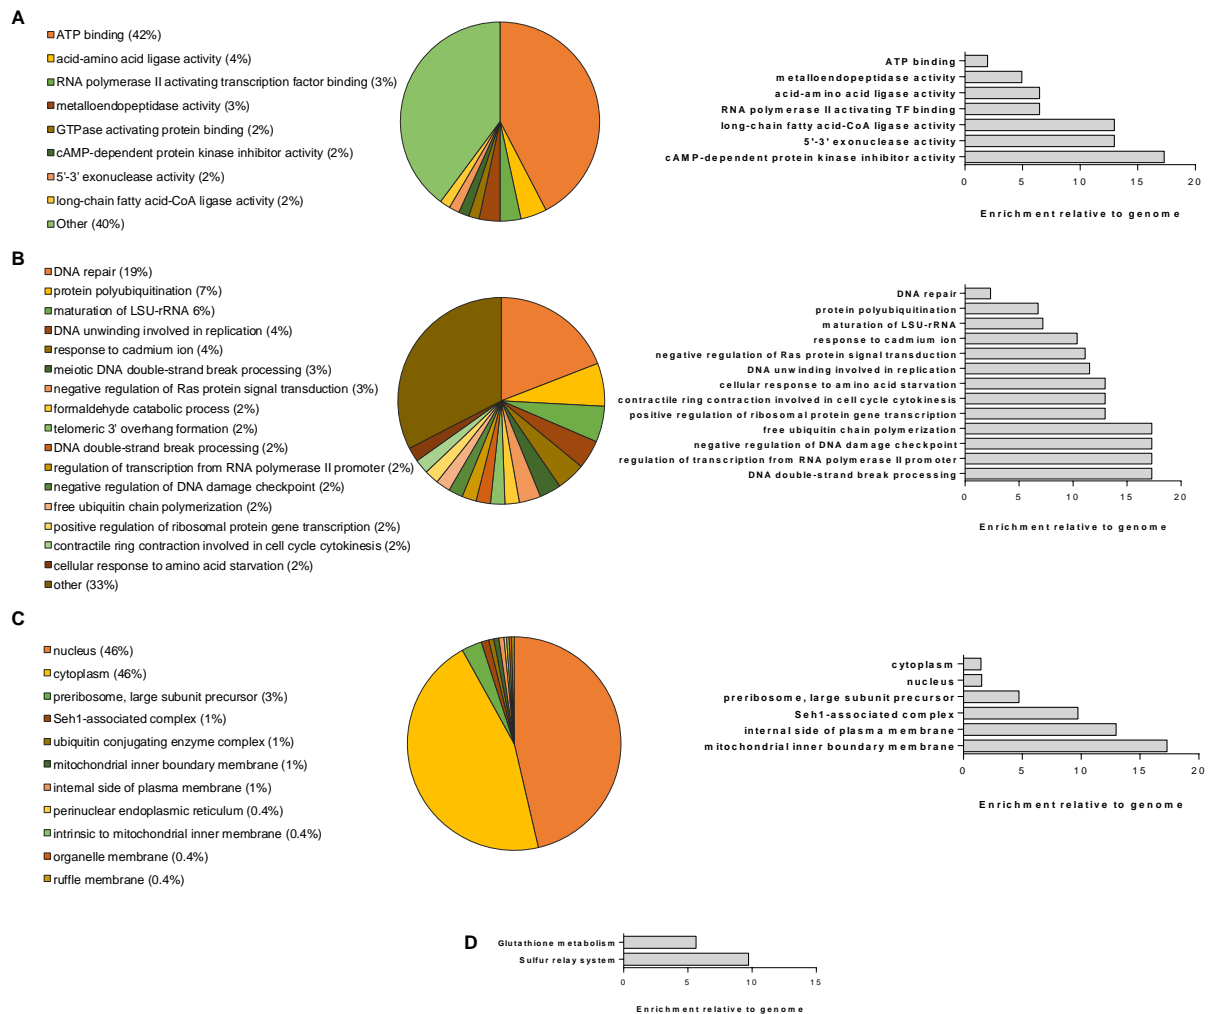 A
ATP binding (42%)
acid-amino acid ligase activity (4%)
RNA polymerase II activating transcription factor binding (3%)
metalloendopeptidase activity (3%)
GTPase activating protein binding (2%)
cAMP-dependent protein kinase inhibitor activity (2%)
5'-3' exonuclease activity (2%)
long-chain fatty acid-CoA ligase activity (2%)
Other (40%)
ATP binding
metalloendopeptidase activity
acid-amino acid ligase activity
RNA polymerase II activating TF binding
long-chain fatty acid-CoA ligase activity
5'-3' exonuclease activity
cAMP-dependent protein kinase inhibitor activity
0 5 10 15 20
Enrichment relative to genome
B
DNA repair (19%)
protein polyubiquitination (7%)
maturation of LSU-rRNA 6%)
DNA unwinding involved in replication (4%)
response to cadmium ion (4%)
meiotic DNA double-strand break processing (3%)
negative regulation of Ras protein signal transduction (3%)
formaldehyde catabolic process (2%)
telomeric 3' overhang formation (2%)
DNA double-strand break processing (2%)
regulation of transcription from RNA polymerase II promoter (2%)
negative regulation of DNA damage checkpoint (2%)
free ubiquitin chain polymerization (2%)
positive regulation of ribosomal protein gene transcription (2%)
contractile ring contraction involved in cell cycle cytokinesis (2%)
cellular response to amino acid starvation (2%)
other (33%)
DNA repair
protein polyubiquitination
maturation of LSU-rRNA
response to cadmium ion
negative regulation of Ras protein signal transduction
DNA unwinding involved in replication
cellular response to amino acid starvation
contractile ring contraction involved in cell cycle cytokinesis
positive regulation of ribosomal protein gene transcription
free ubiquitin chain polymerization
negative regulation of DNA damage checkpoint
regulation of transcription from RNA polymerase II promoter
DNA double-strand break processing
0 5 10 15 20
Enrichment relative to genome
C
nucleus (46%)
cytoplasm (46%)
preribosome, large subunit precursor (3%)
Seh1-associated complex (1%)
ubiquitin conjugating enzyme complex (1%)
mitochondrial inner boundary membrane (1%)
internal side of plasma membrane (1%)
perinuclear endoplasmic reticulum (0.4%)
intrinsic to mitochondrial inner membrane (0.4%)
organelle membrane (0.4%)
ruffle membrane (0.4%)
cytoplasm
nucleus
preribosome, large subunit precursor
Seh1-associated complex
internal side of plasma membrane
mitochondrial inner boundary membrane
0 5 10 15 20
Enrichment relative to genome
D
Glutathione metabolism
Sulfur relay system
0 5 10 15
Enrichment relative to genome